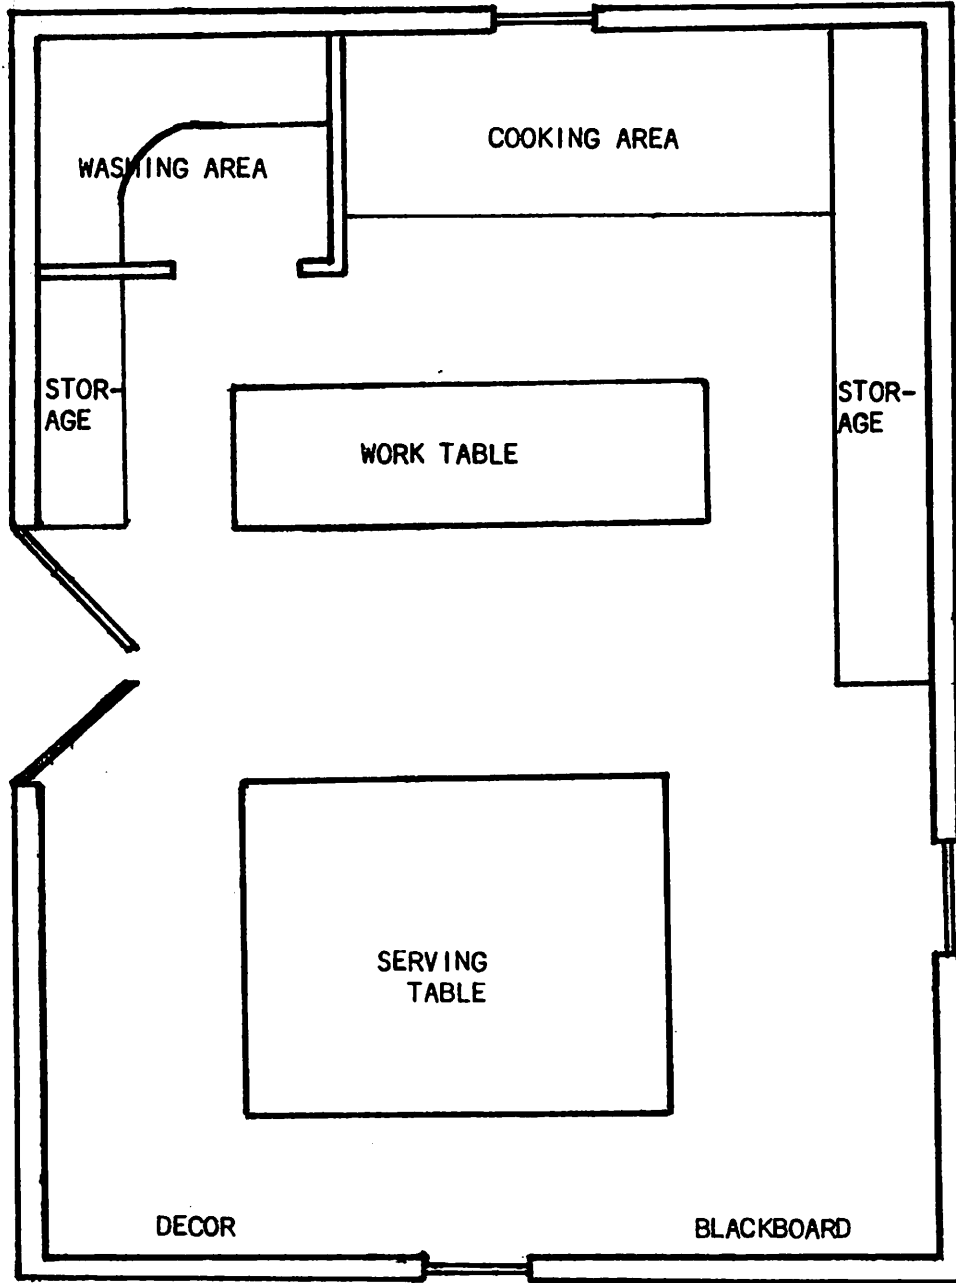 COOKING AREA
WASHING AREA
STOR-
AGE
STOR-
AGE
WORK TABLE
SERVING
TABLE
DECOR
BLACKBOARD